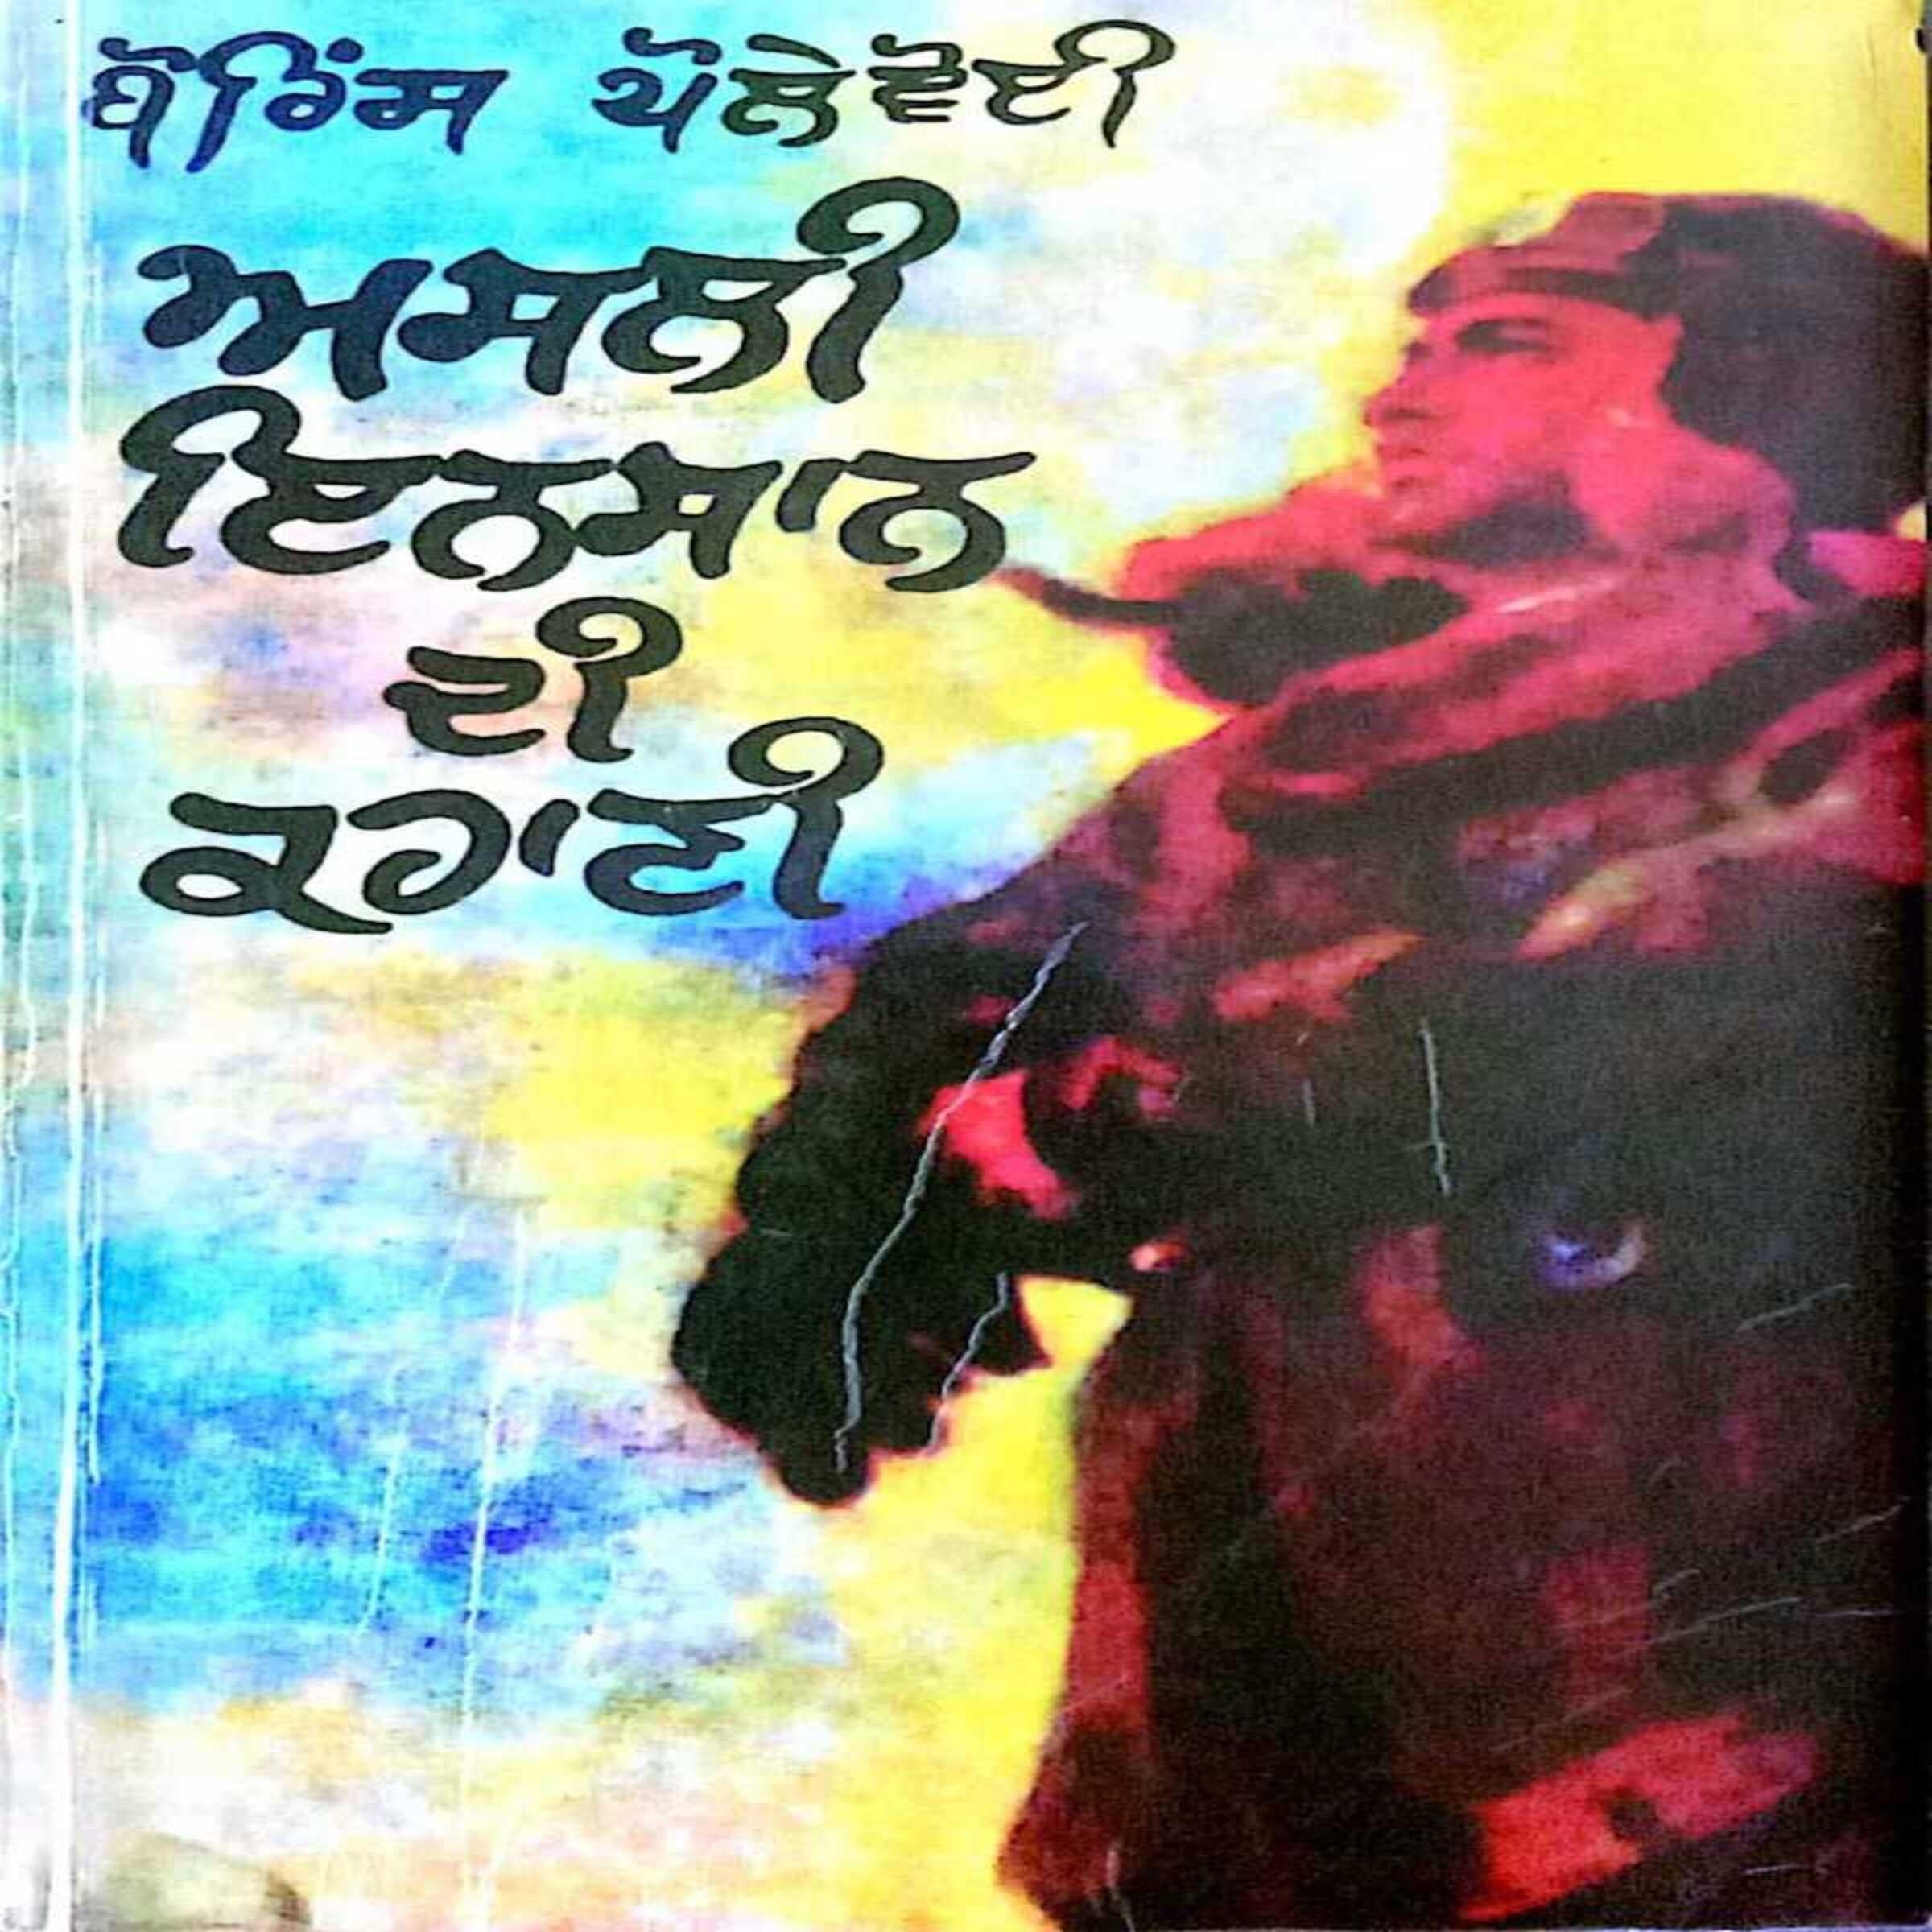 ਬੋਰਿਸ ਪੋਲੇਵੋਈ
ਅਸਲੀ
ਇਨਸਾਨ
ਦੀ
ਕਹਾਣੀ